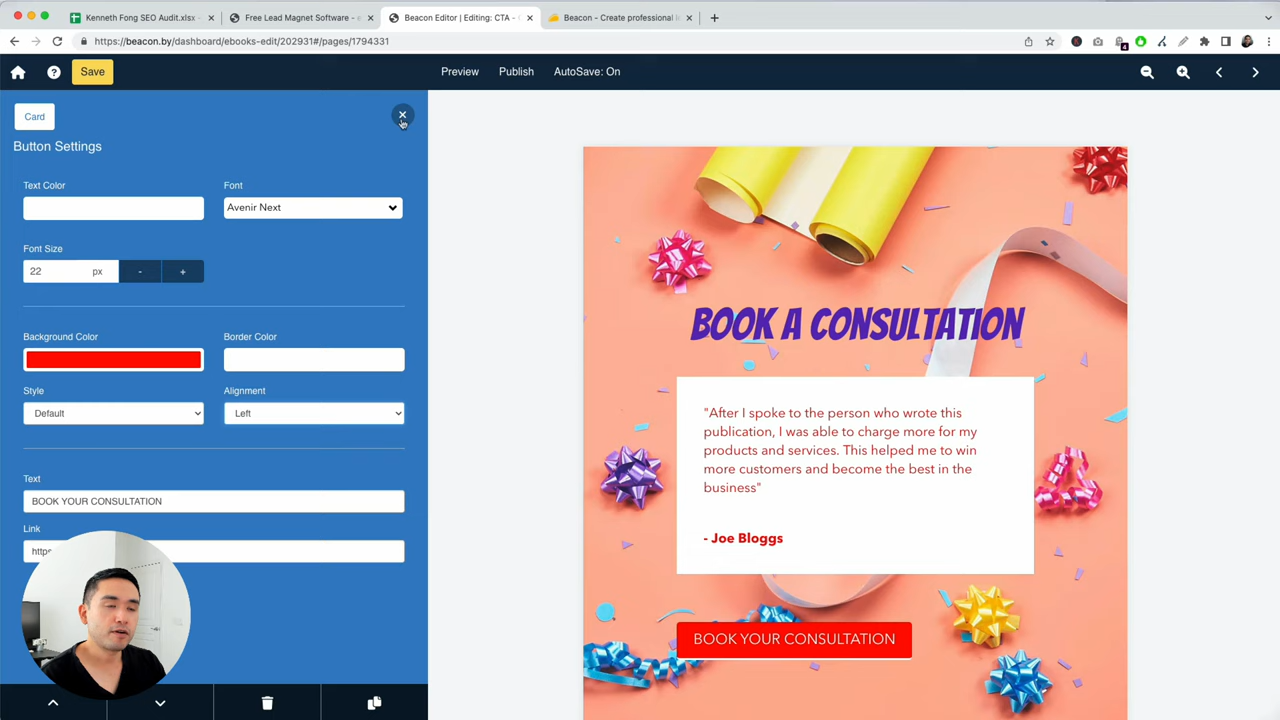 Kenneth Fong SEO Audit.xlsx
Free Lead Magnet Software - e
Beacon Editor | Editing: CTA -
Beacon - Create professional
https://beacon.by/dashboard/ebooks-edit/202931#/pages/1794331
4
Save
Preview
Publish
AutoSave: On
Card
Button Settings
Text Color
Font
Avenir Next
Font Size
22
px
-
+
Background Color
Border Color
Style
Alignment
Default
Left
Text
BOOK YOUR CONSULTATION
Link
https
BOOK A CONSULTATION
"After I spoke to the person who wrote this
publication, I was able to charge more for my
products and services. This helped me to win
more customers and become the best in the
business"
- Joe Bloggs
BOOK YOUR CONSULTATION